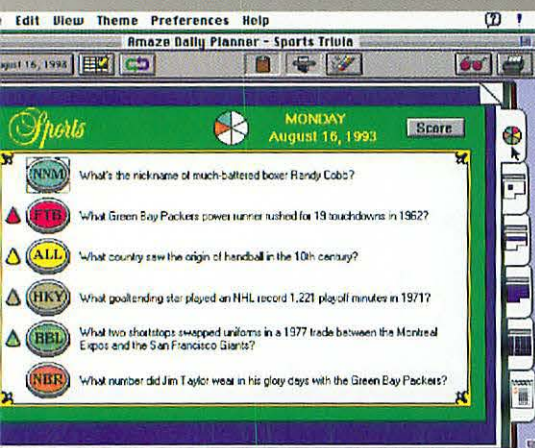 Edit View Theme Preferences Help
Amaze Daily Planner - Sports Trivia
August 16, 1993
Sports
MONDAY
August 16, 1993
Score
NNM What's the nickname of much-battered boxer Randy Cobb?
FTB What Green Bay Packers power runner rushed for 19 touchdowns in 1962?
ALL What country saw the origin of handball in the 10th century?
HKY What goaltending star played an NHL record 1,221 playoff minutes in 1971?
BBL What two shortstops swapped uniforms in a 1977 trade between the Montreal
Expos and the San Francisco Giants?
NBR What number did Jim Taylor wear in his glory days with the Green Bay Packers?